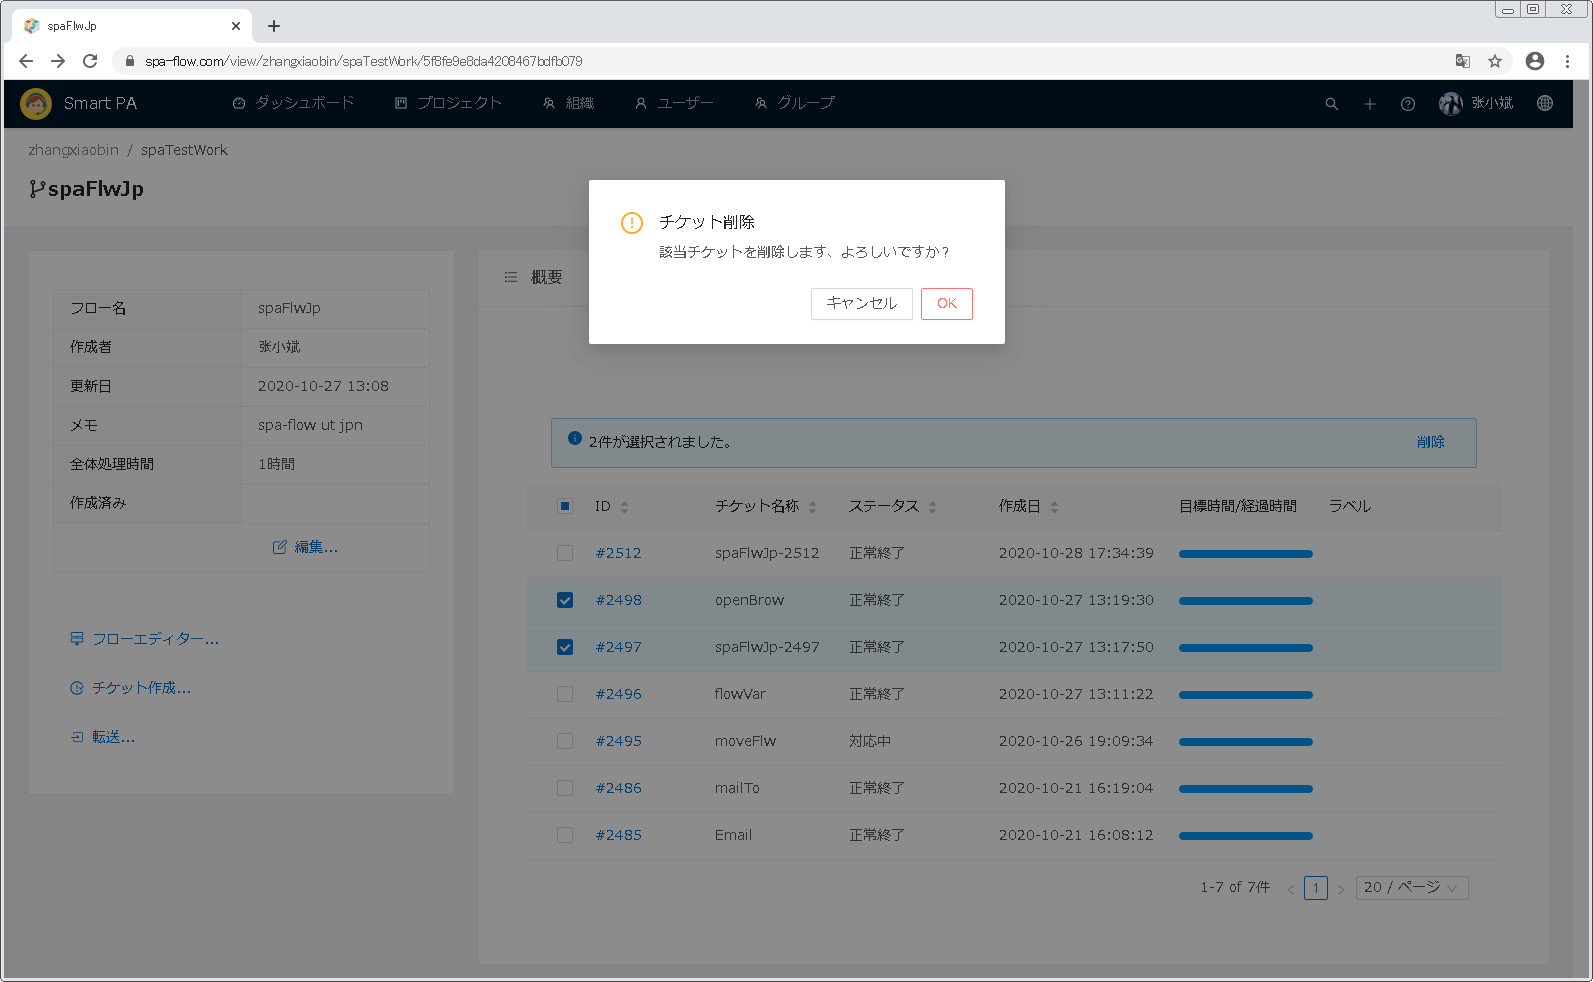 spaFlwJp
spa-flow.com/view/zhangxiaobin/spaTestWork/5f8fe9e8da4208467bdfb079
Smart PA ダッシュボード プロジェクト 組織 ユーザー グループ 张小斌
zhangxiaobin / spaTestWork
spaFlwJp
チケット削除
該当チケットを削除します、よろしいですか?
キャンセル OK
フロー名 spaFlwJp
作成者 张小斌
更新日 2020-10-27 13:08
メモ spa-flow ut jpn
全体処理時間 1時間
作成済み
編集...
フローエディター...
チケット作成...
転送...
概要
2件が選択されました。 削除
ID チケット名称 ステータス 作成日 目標時間/経過時間 ラベル
#2512 spaFlwJp-2512 正常終了 2020-10-28 17:34:39
#2498 openBrow 正常終了 2020-10-27 13:19:30
#2497 spaFlwJp-2497 正常終了 2020-10-27 13:17:50
#2496 flowVar 正常終了 2020-10-27 13:11:22
#2495 moveFlw 対応中 2020-10-26 19:09:34
#2486 mailTo 正常終了 2020-10-21 16:19:04
#2485 Email 正常終了 2020-10-21 16:08:12
1-7 of 7件 < 1 > 20 / ページ